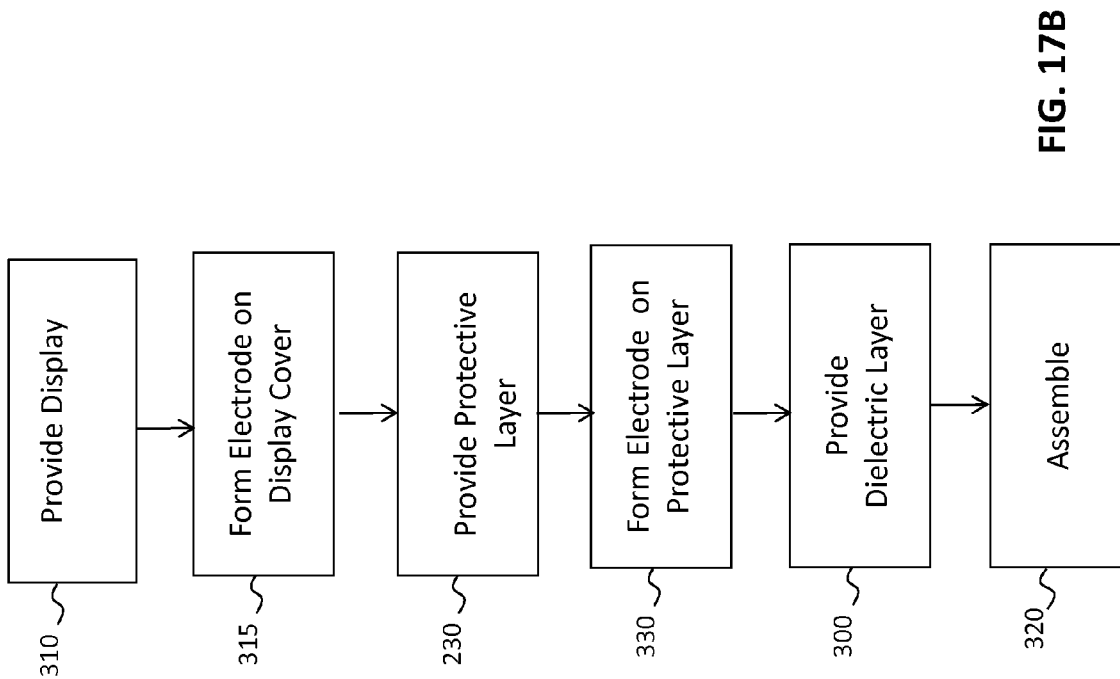 310
Provide Display
315
Form Electrode on
Display Cover
230
Provide Protective
Layer
330
Form Electrode on
Protective Layer
300
Provide
Dielectric Layer
320
Assemble
FIG. 17B